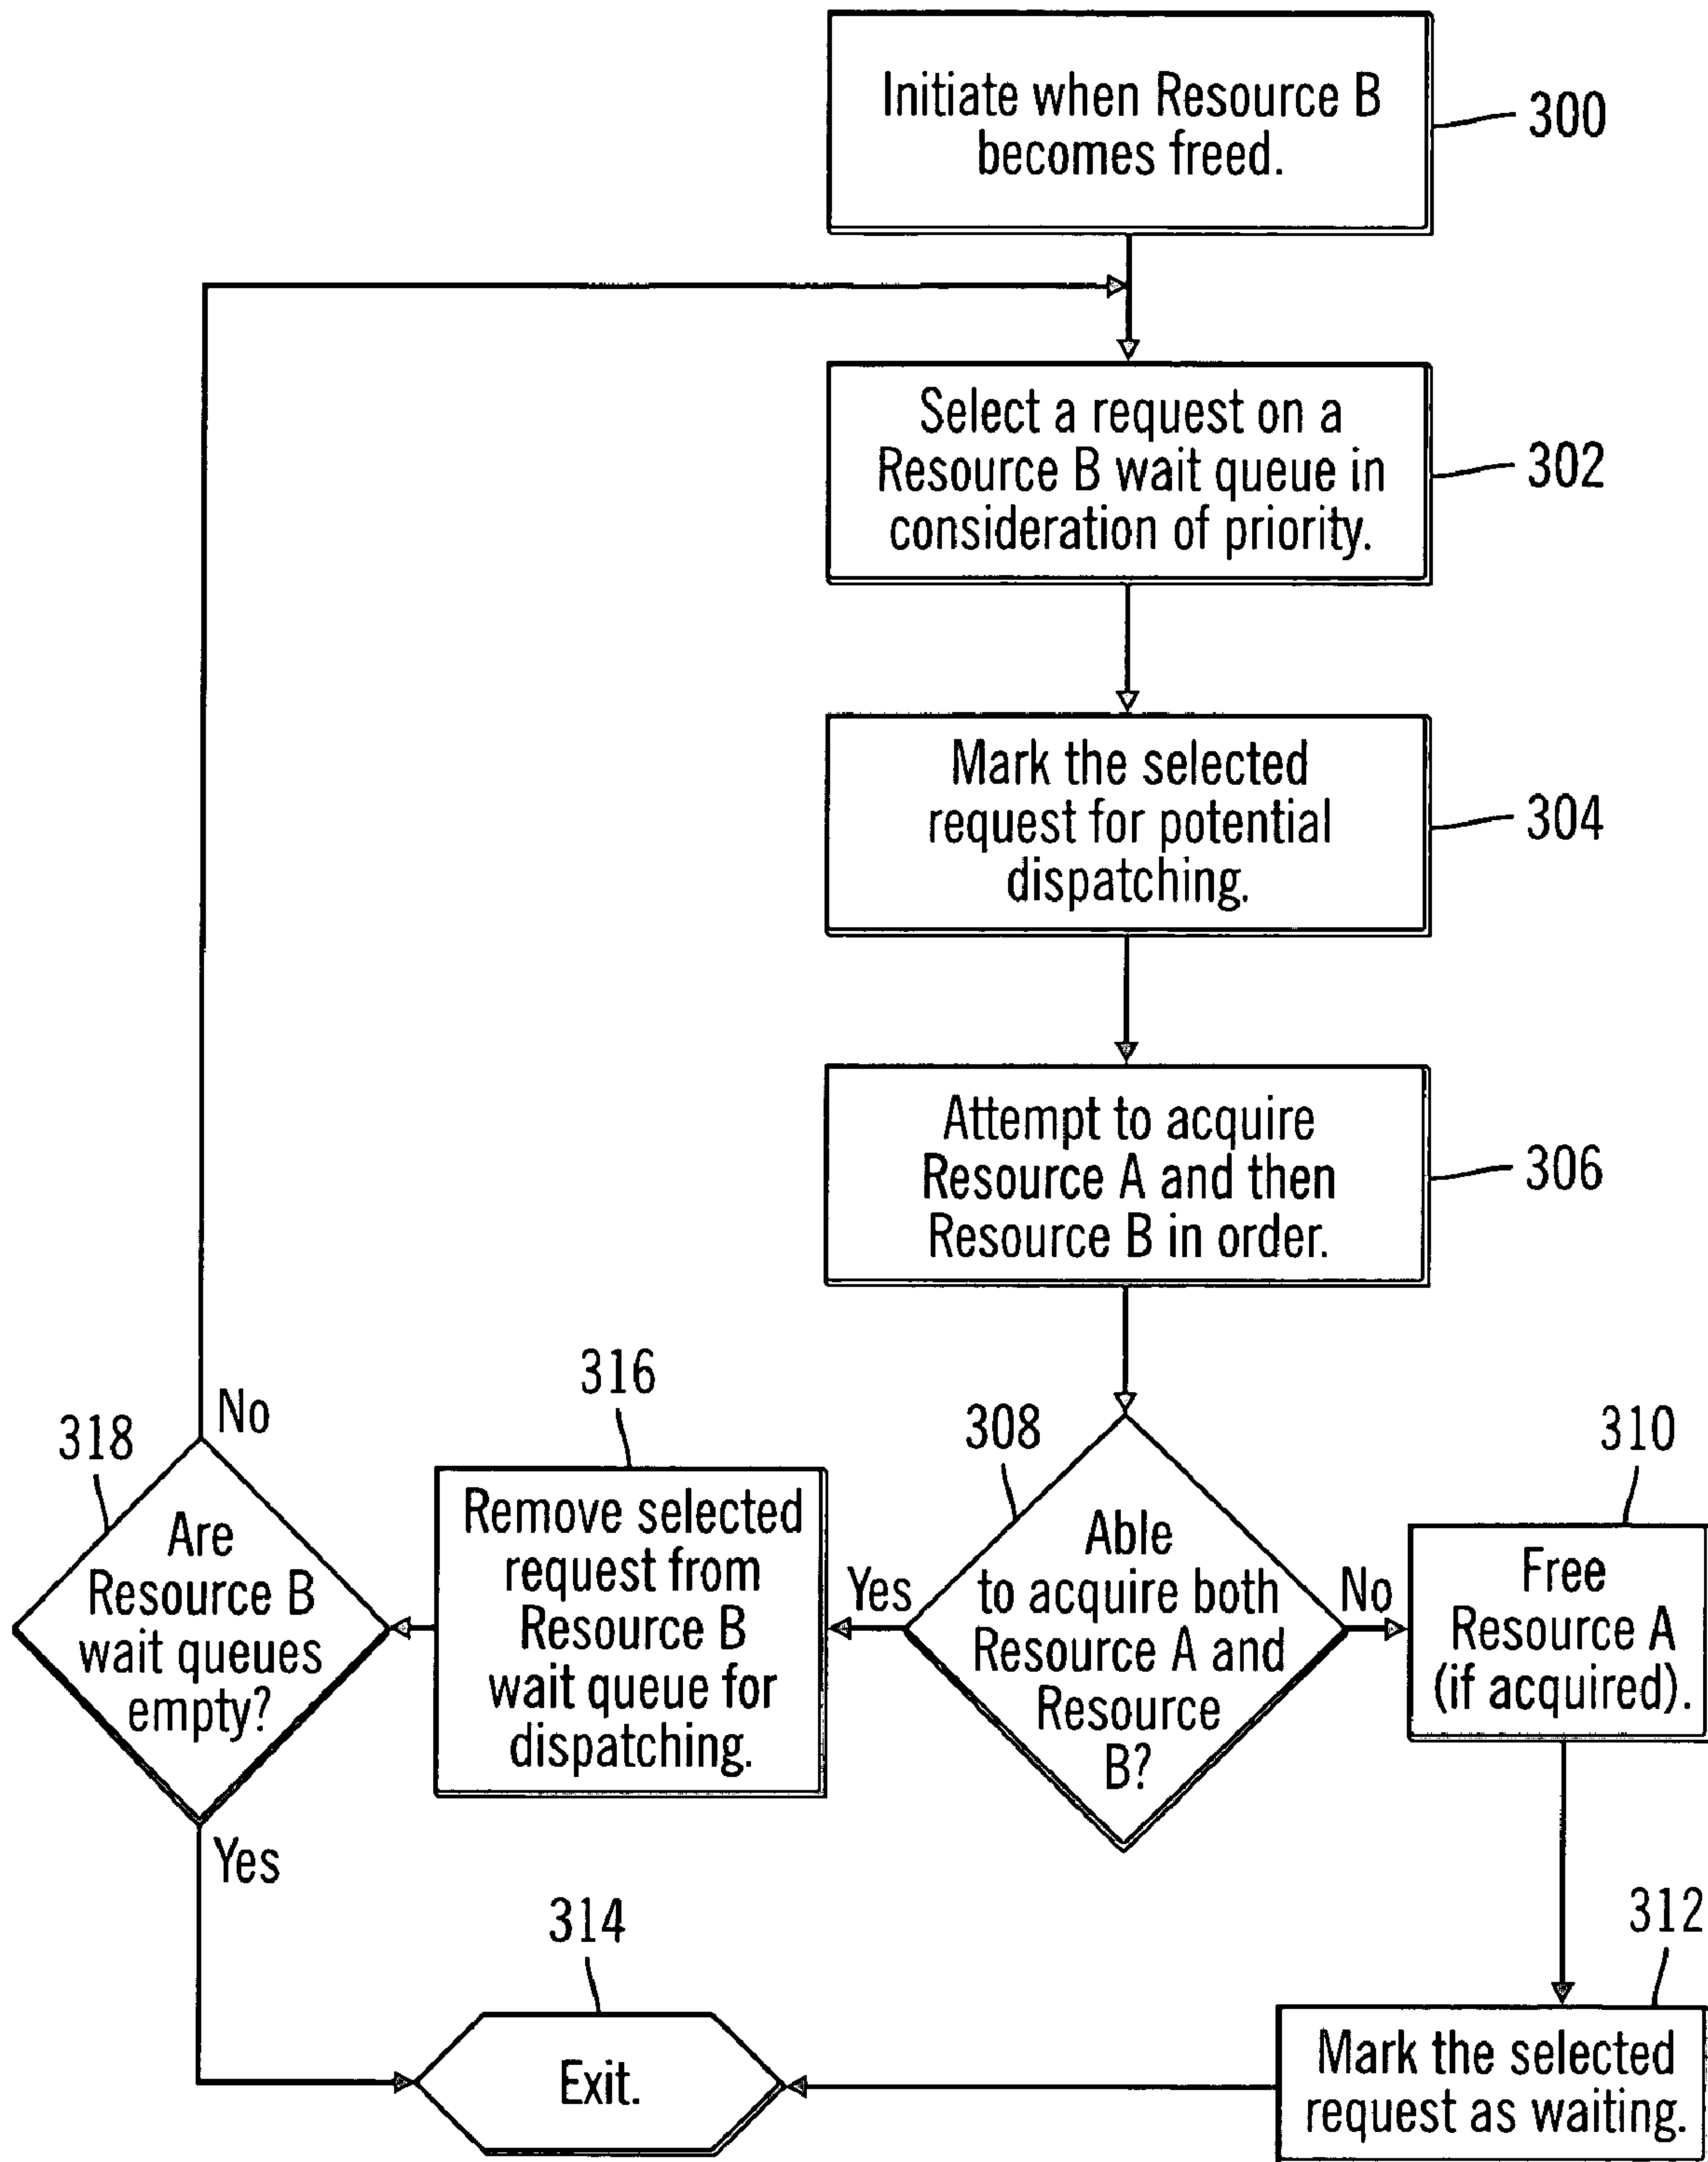 Initiate when Resource B
becomes freed.
300
Select a request on a
Resource B wait queue in
consideration of priority.
302
Mark the selected
request for potential
dispatching.
304
Attempt to acquire
Resource A and then
Resource B in order.
306
308
Able
to acquire both
Resource A and
Resource
B?
Yes
No
310
Free
Resource A
(if acquired).
312
Mark the selected
request as waiting.
316
Remove selected
request from
Resource B
wait queue for
dispatching.
318
Are
Resource B
wait queues
empty?
No
Yes
314
Exit.